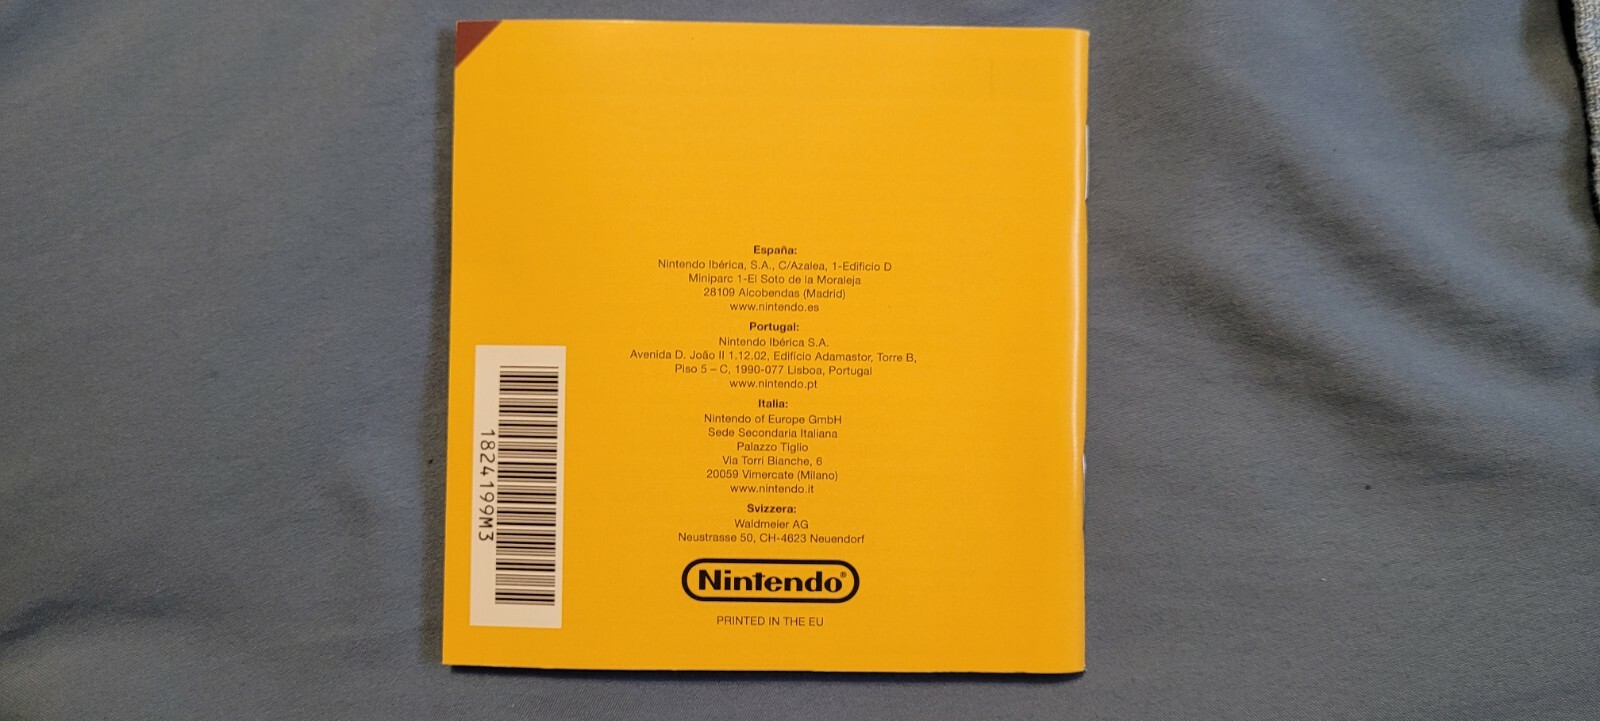 España:
Nintendo Ibérica, S.A., C/Azalea, 1-Edificio D
Miniparc 1-El Soto de la Moraleja
28109 Alcobendas (Madrid)
www.nintendo.es
Portugal:
Nintendo Ibérica S.A.
Avenida D. João II 1.12.02, Edifício Adamastor, Torre B,
Piso 5 – C, 1990-077 Lisboa, Portugal
www.nintendo.pt
Italia:
Nintendo of Europe GmbH
Sede Secondaria Italiana
Palazzo Tiglio
Via Torri Bianche, 6
20059 Vimercate (Milano)
www.nintendo.it
Svizzera:
Waldmeier AG
Neustrasse 50, CH-4623 Neuendorf
Nintendo®
PRINTED IN THE EU
1824199M3